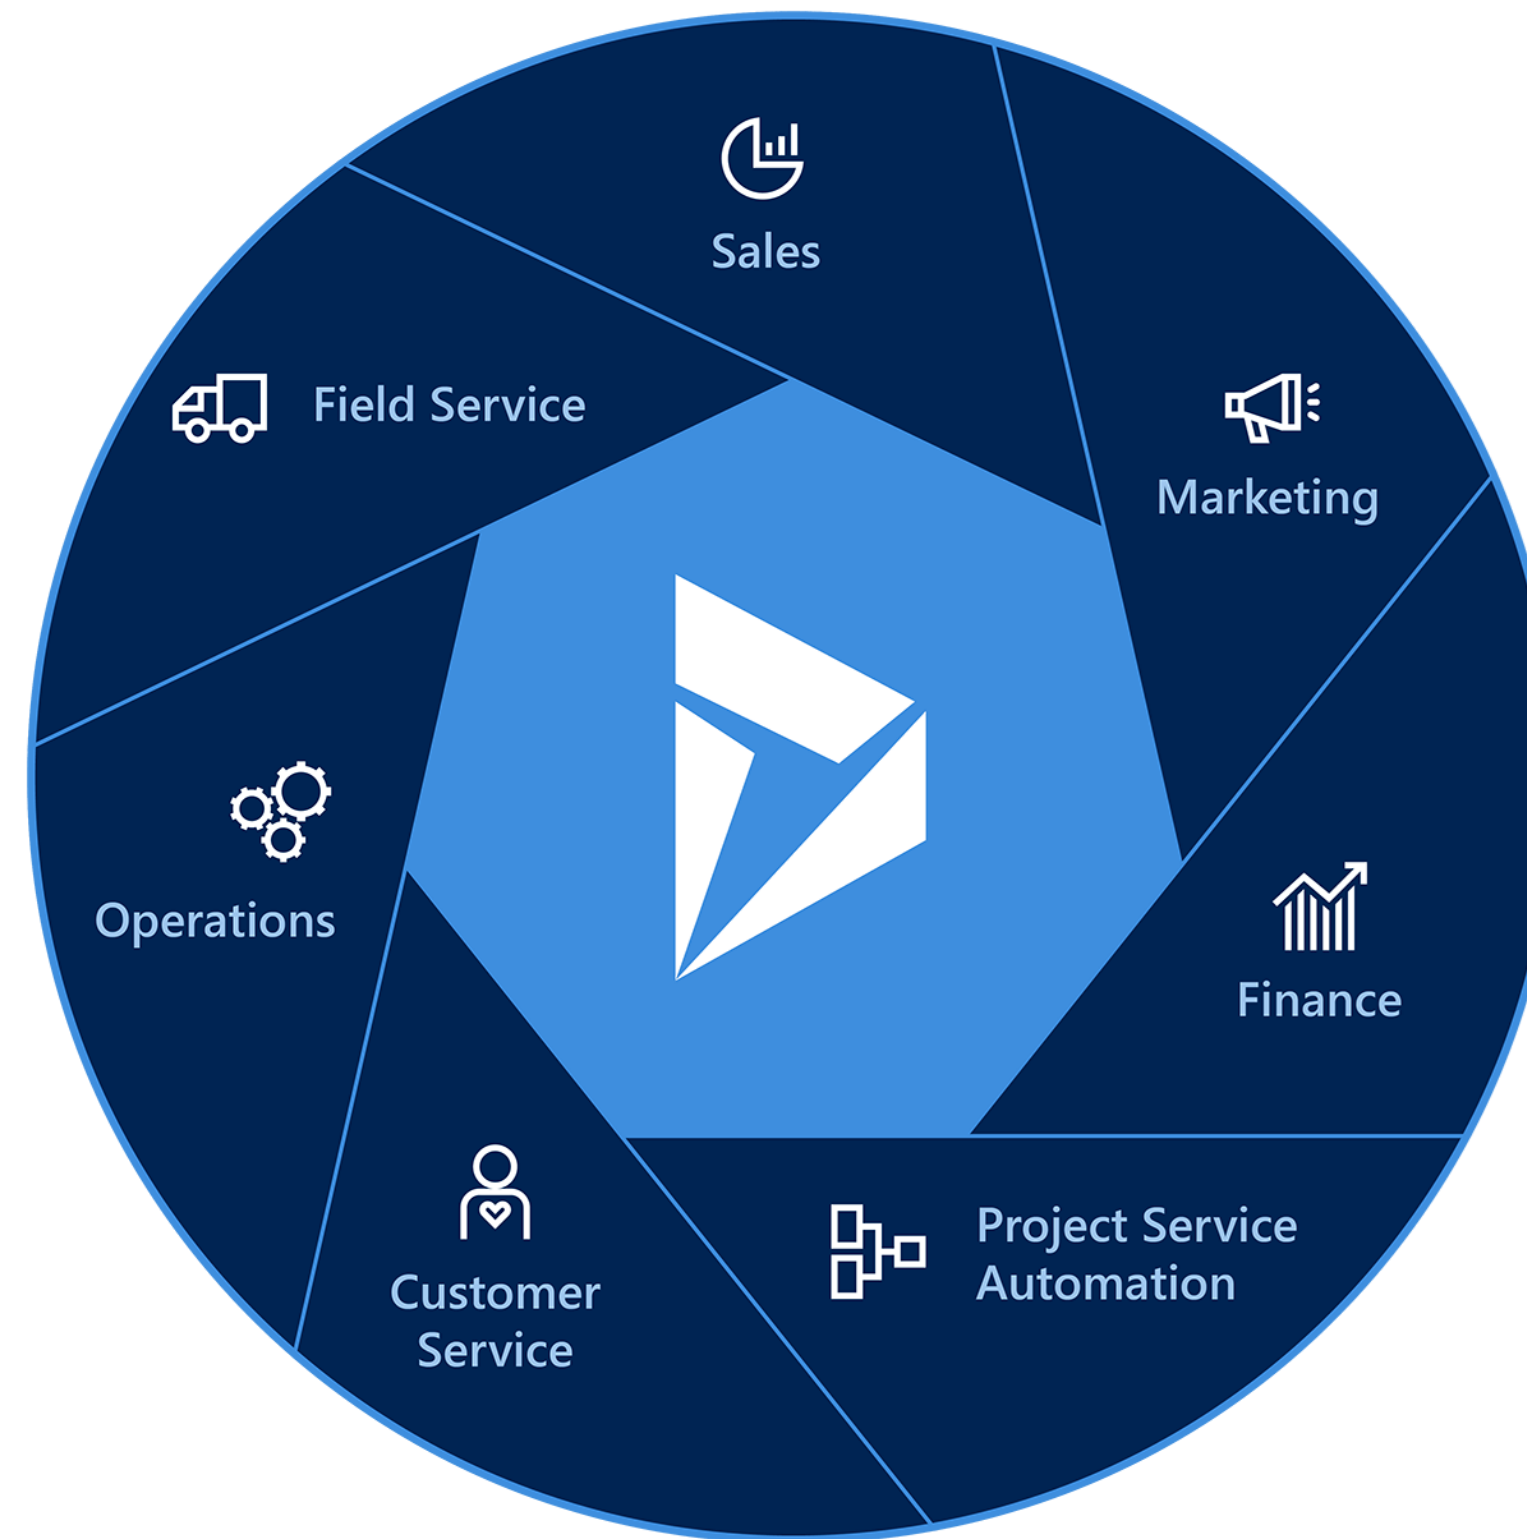 Sales
Marketing
Finance
Project Service
Automation
Customer
Service
Operations
Field Service